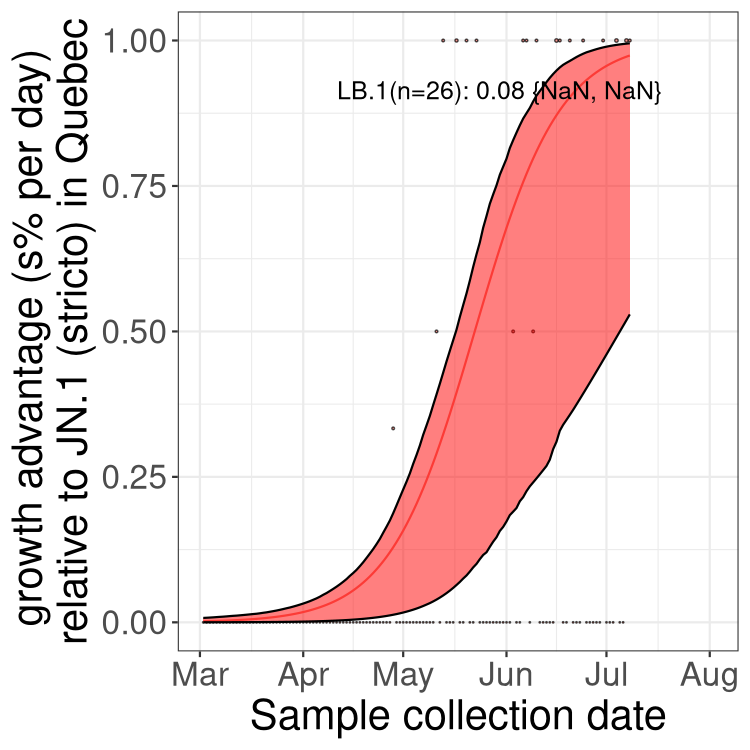 growth advantage (s% per day)
relative to JN.1 (stricto) in Quebec
1.00
0.75
0.50
0.25
0.00
LB.1(n=26): 0.08 {NaN, NaN}
Mar Apr May Jun Jul Aug
Sample collection date